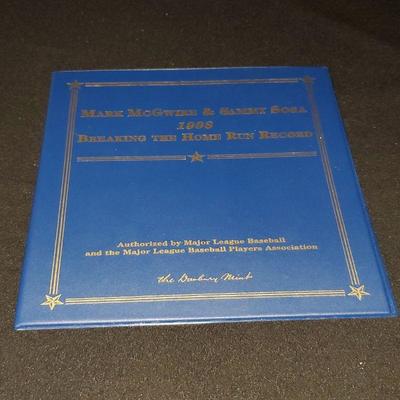 Mark McGwire & Sammy Sosa
1998
Breaking the Home Run Record
Authorized by Major League Baseball
and the Major League Baseball Players Association
the Danbury Mint